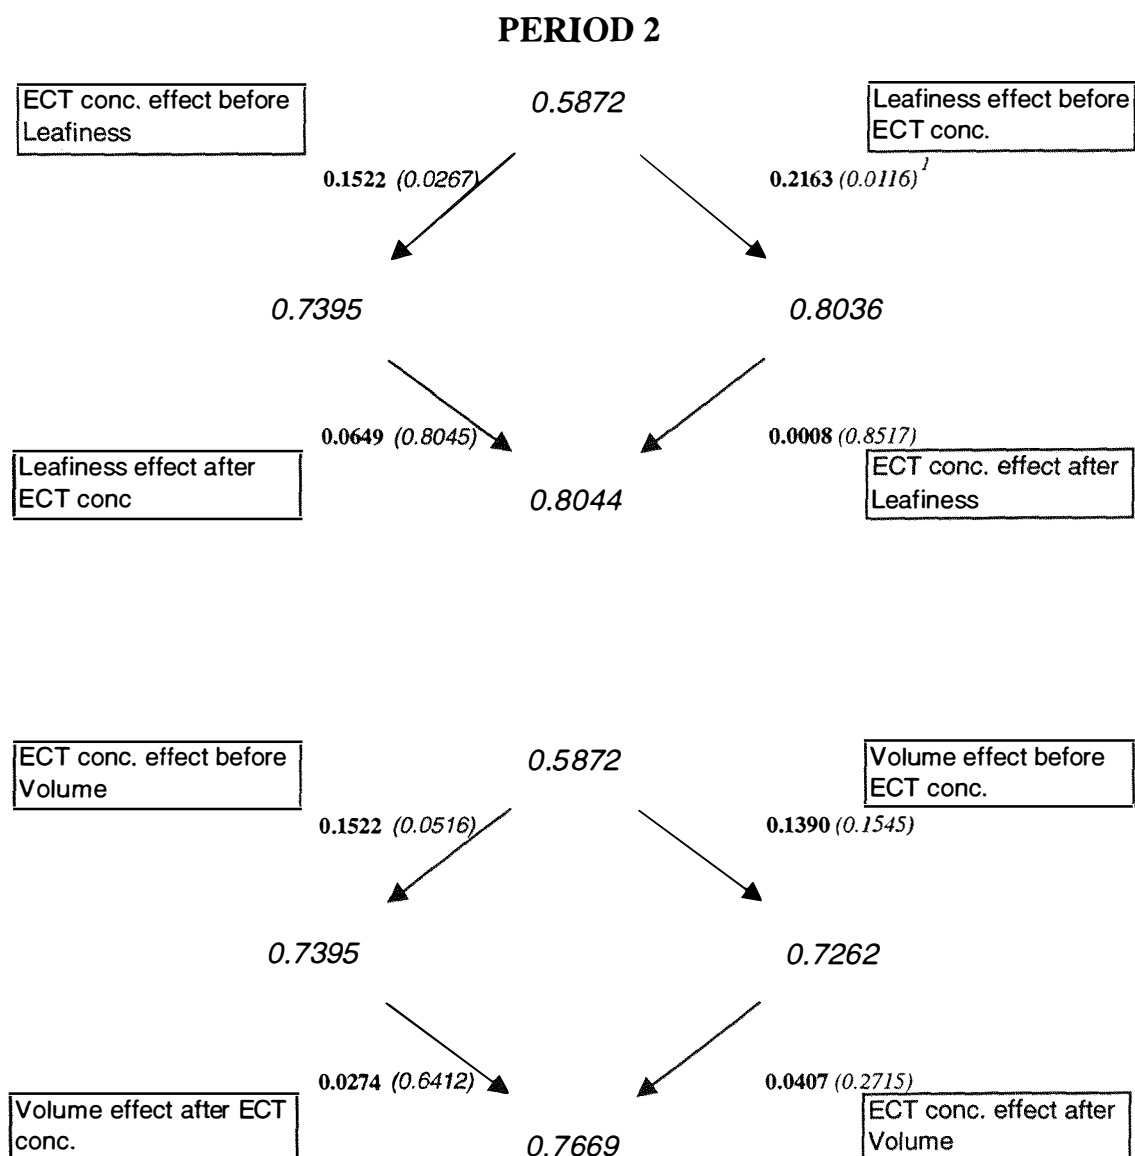 PERIOD 2
ECT conc. effect before
Leafiness
0.5872
Leafiness effect before
ECT conc.
0.1522 (0.0267)
0.2163 (0.0116) 1
0.7395
0.8036
0.0649 (0.8045)
0.0008 (0.8517)
Leafiness effect after
ECT conc
0.8044
ECT conc. effect after
Leafiness
ECT conc. effect before
Volume
0.5872
Volume effect before
ECT conc.
0.1522 (0.0516)
0.1390 (0.1545)
0.7395
0.7262
0.0274 (0.6412)
0.0407 (0.2715)
Volume effect after ECT
conc.
0.7669
ECT conc. effect after
Volume